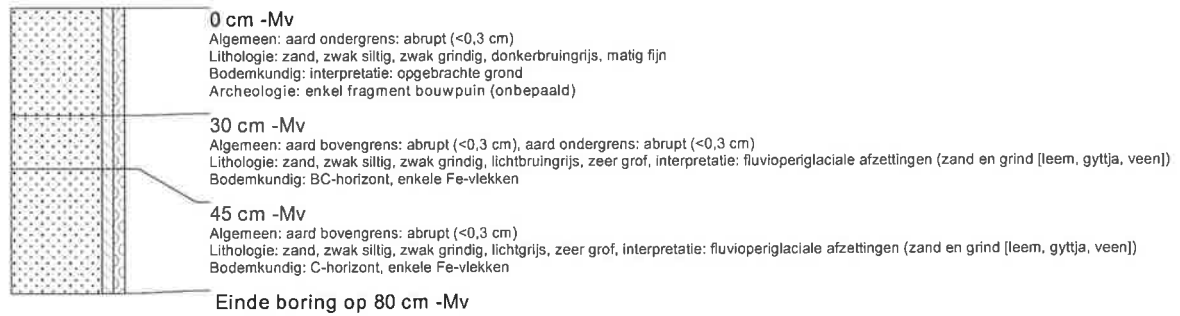 0 cm -Mv
Algemeen: aard ondergrens: abrupt (<0,3 cm)
Lithologie: zand, zwak siltig, zwak grindig, donkerbruingrijs, matig fijn
Bodemkundig: interpretatie: opgebrachte grond
Archeologie: enkel fragment bouwpuin (onbepaald)
30 cm -Mv
Algemeen: aard bovengrens: abrupt (<0,3 cm), aard ondergrens: abrupt (<0,3 cm)
Lithologie: zand, zwak siltig, zwak grindig, lichtbruingrijs, zeer grof, interpretatie: fluvioperiglaciale afzettingen (zand en grind [leem, gyttja, veen])
Bodemkundig: BC-horizont, enkele Fe-vlekken
45 cm -Mv
Algemeen: aard bovengrens: abrupt (<0,3 cm)
Lithologie: zand, zwak siltig, zwak grindig, lichtgrijs, zeer grof, interpretatie: fluvioperiglaciale afzettingen (zand en grind [leem, gyttja, veen])
Bodemkundig: C-horizont, enkele Fe-vlekken
Einde boring op 80 cm -Mv